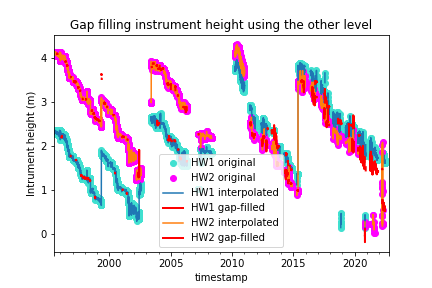 Gap filling instrument height using the other level
Intrument height (m)
4
3
2
1
0
HW1 original
HW2 original
HW1 interpolated
HW1 gap-filled
HW2 interpolated
HW2 gap-filled
2000
2005
2010
2015
2020
timestamp